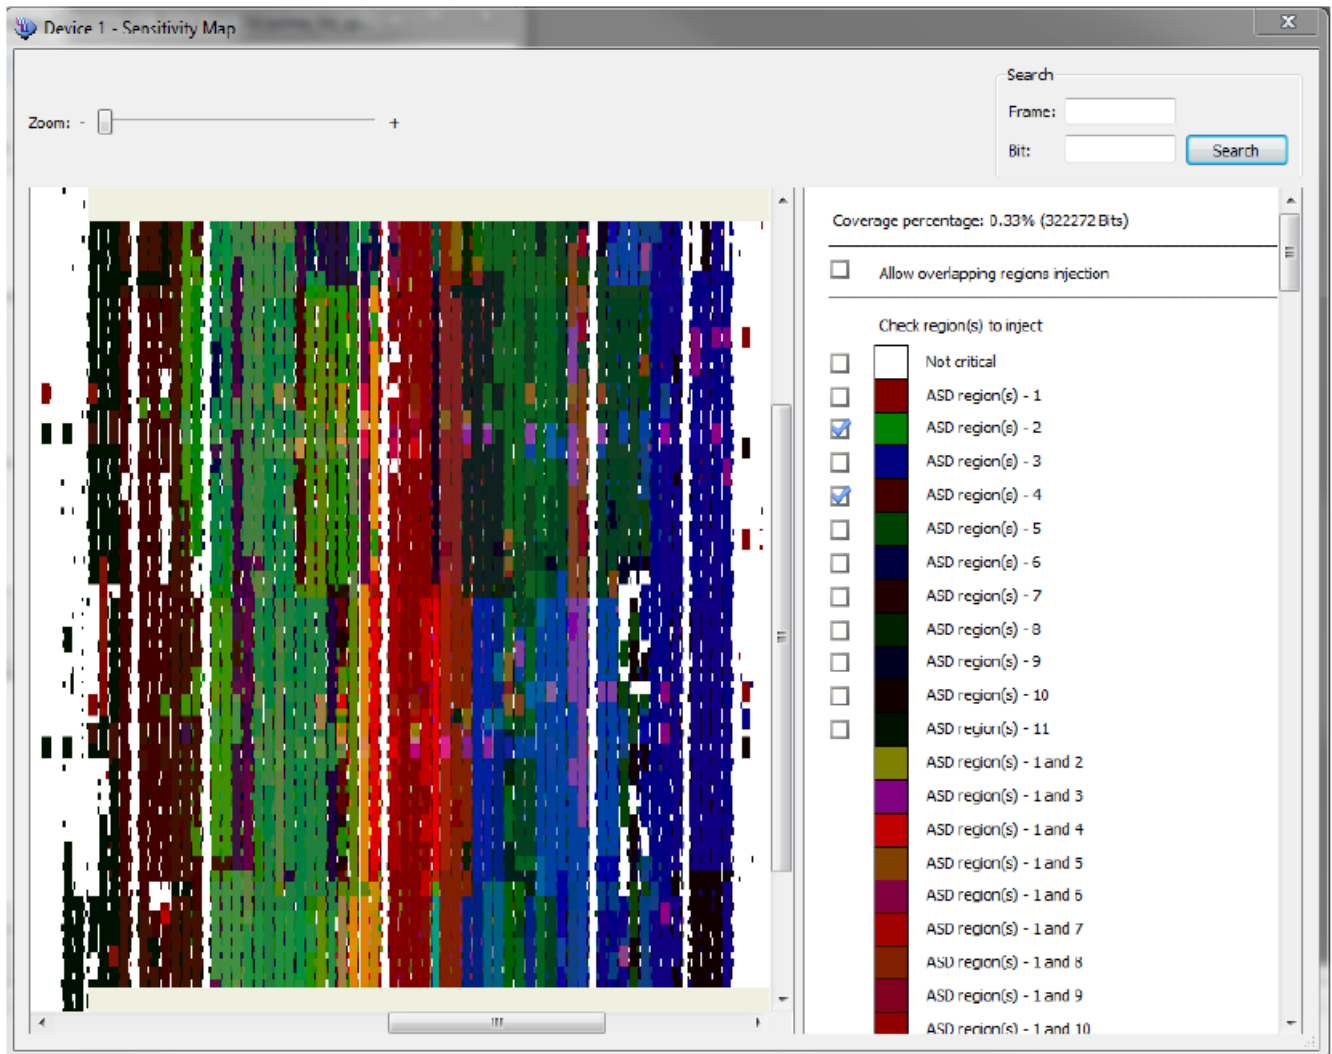 Device 1 - Sensitivity Map
Search
Frame:
Zoom: - +
Bit: Search
Coverage percentage: 0.33% (322272 Bits)
Allow overlapping regions injection
Check region(s) to inject
Not critical
ASD region(s) - 1
ASD region(s) - 2
ASD region(s) - 3
ASD region(s) - 4
ASD region(s) - 5
ASD region(s) - 6
ASD region(s) - 7
ASD region(s) - 8
ASD region(s) - 9
ASD region(s) - 10
ASD region(s) - 11
ASD region(s) - 1 and 2
ASD region(s) - 1 and 3
ASD region(s) - 1 and 4
ASD region(s) - 1 and 5
ASD region(s) - 1 and 6
ASD region(s) - 1 and 7
ASD region(s) - 1 and 8
ASD region(s) - 1 and 9
ASD region(s) - 1 and 10